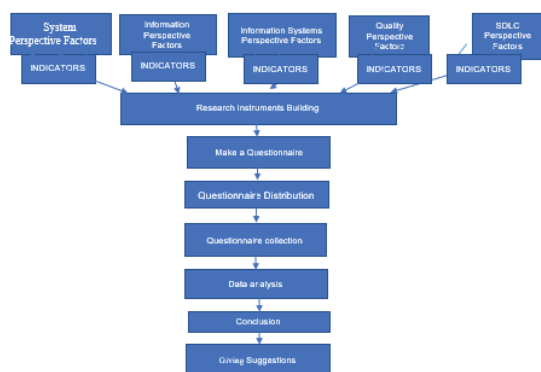 System
Perspective Factors
INDICATORS
Information
Perspective
Factors
INDICATORS
Information Systems
Perspective Factors
INDICATORS
Quality
Perspective
Factors
INDICATORS
SDLC
Perspective
Factors
INDICATORS
Research Instruments Building
Make a Questionnaire
Questionnaire Distribution
Questionnaire collection
Data analysis
Conclusion
Giving Suggestions